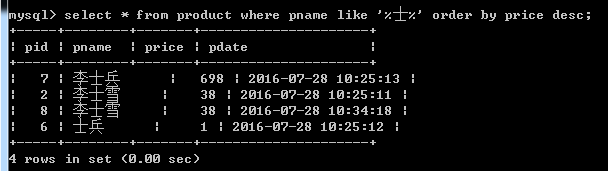 mysql> select * from product where pname like '%士%' order by price desc;
+-----+--------+-------+---------------------+
| pid | pname | price | pdate |
+-----+--------+-------+---------------------+
| 7 | 李士兵 | 698 | 2016-07-28 10:25:13 |
| 2 | 李士雪 | 38 | 2016-07-28 10:25:11 |
| 8 | 李士雪 | 38 | 2016-07-28 10:34:18 |
| 6 | 士兵 | 1 | 2016-07-28 10:25:12 |
+-----+--------+-------+---------------------+
4 rows in set (0.00 sec)